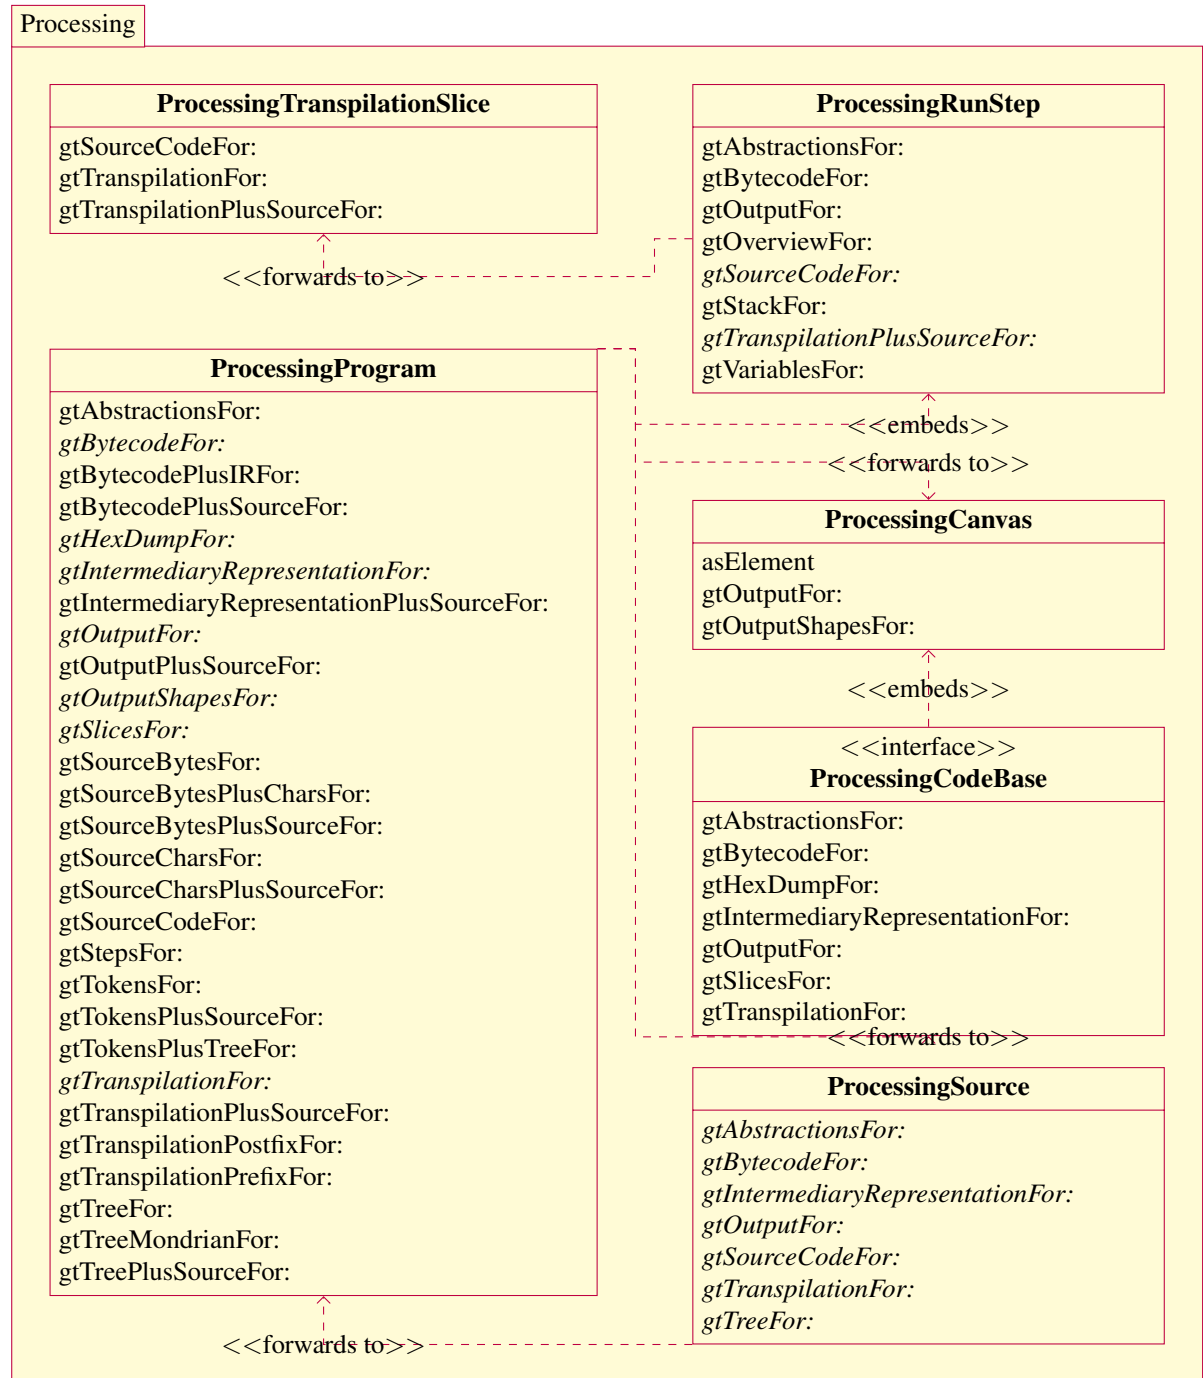 Processing
ProcessingTranspilationSlice
gtSourceCodeFor:
gtTranspilationFor:
gtTranspilationPlusSourceFor:
<<forwards to>>
ProcessingRunStep
gtAbstractionsFor:
gtBytecodeFor:
gtOutputFor:
gtOverviewFor:
gtSourceCodeFor:
gtStackFor:
gtTranspilationPlusSourceFor:
gtVariablesFor:
<<embeds>>
<<forwards to>>
ProcessingProgram
gtAbstractionsFor:
gtBytecodeFor:
gtBytecodePlusIRFor:
gtBytecodePlusSourceFor:
gtHexDumpFor:
gtIntermediaryRepresentationFor:
gtIntermediaryRepresentationPlusSourceFor:
gtOutputFor:
gtOutputPlusSourceFor:
gtOutputShapesFor:
gtSlicesFor:
gtSourceBytesFor:
gtSourceBytesPlusCharsFor:
gtSourceBytesPlusSourceFor:
gtSourceCharsFor:
gtSourceCharsPlusSourceFor:
gtSourceCodeFor:
gtStepsFor:
gtTokensFor:
gtTokensPlusSourceFor:
gtTokensPlusTreeFor:
gtTranspilationFor:
gtTranspilationPlusSourceFor:
gtTranspilationPostfixFor:
gtTranspilationPrefixFor:
gtTreeFor:
gtTreeMondrianFor:
gtTreePlusSourceFor:
<<forwards to>>
ProcessingCanvas
asElement
gtOutputFor:
gtOutputShapesFor:
<<embeds>>
<<interface>>
ProcessingCodeBase
gtAbstractionsFor:
gtBytecodeFor:
gtHexDumpFor:
gtIntermediaryRepresentationFor:
gtOutputFor:
gtSlicesFor:
gtTranspilationFor:
<<forwards to>>
ProcessingSource
gtAbstractionsFor:
gtBytecodeFor:
gtIntermediaryRepresentationFor:
gtOutputFor:
gtSourceCodeFor:
gtTranspilationFor:
gtTreeFor: